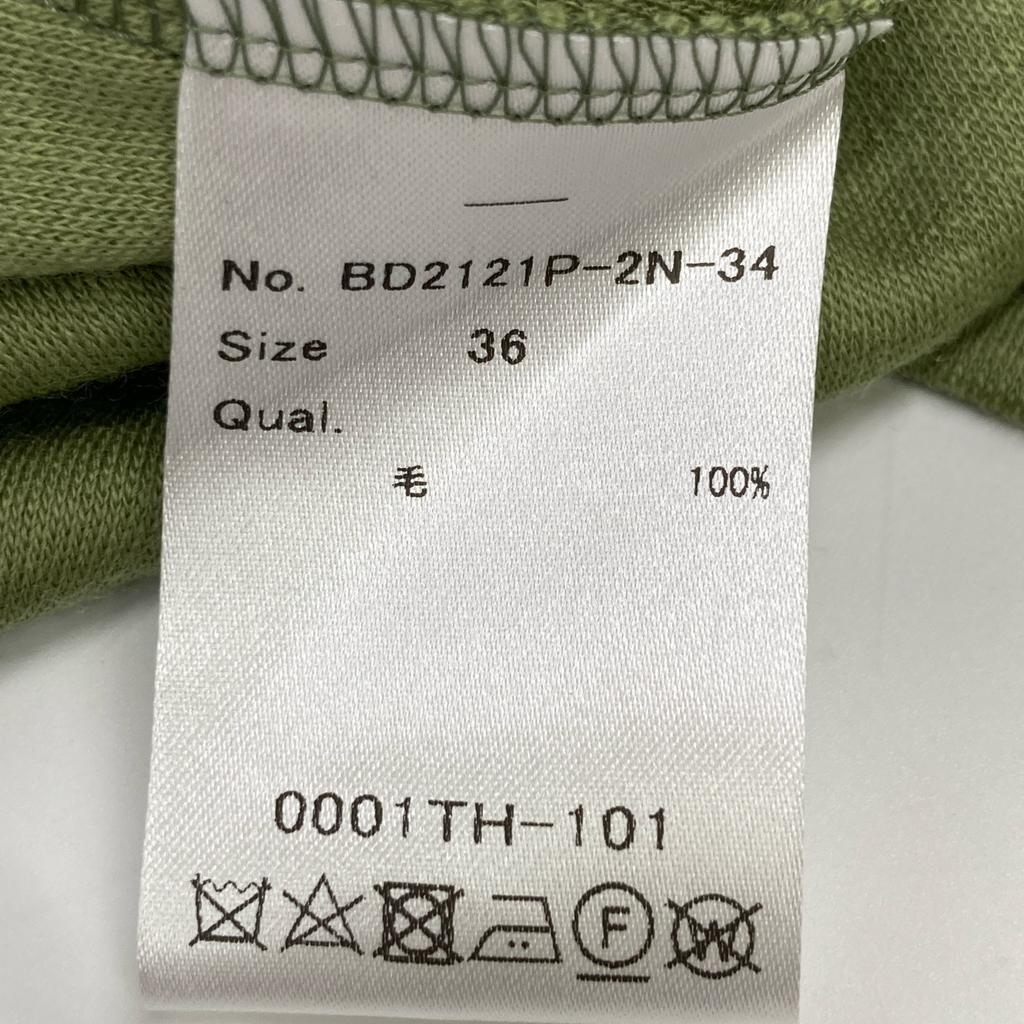 No. BD2121P-2N-34
Size 36
Qual.
毛 100%
0001TH-101
F W